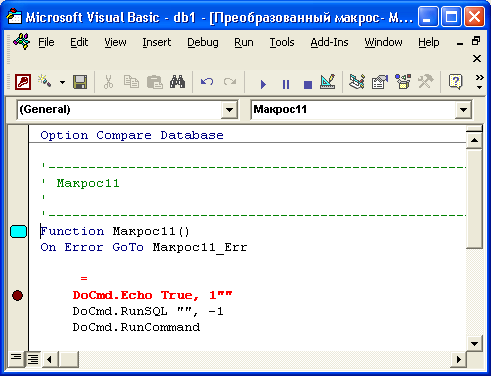 Microsoft Visual Basic - db1 - [Преобразованный макрос- M...
File Edit View Insert Debug Run Tools Add-Ins Window Help
(General) Макрос11
Option Compare Database
'------------------------------------------------------
' Макрос11
'
'------------------------------------------------------
Function Макрос11()
On Error GoTo Макрос11_Err
=
DoCmd.Echo True, 1""
DoCmd.RunSQL "", -1
DoCmd.RunCommand